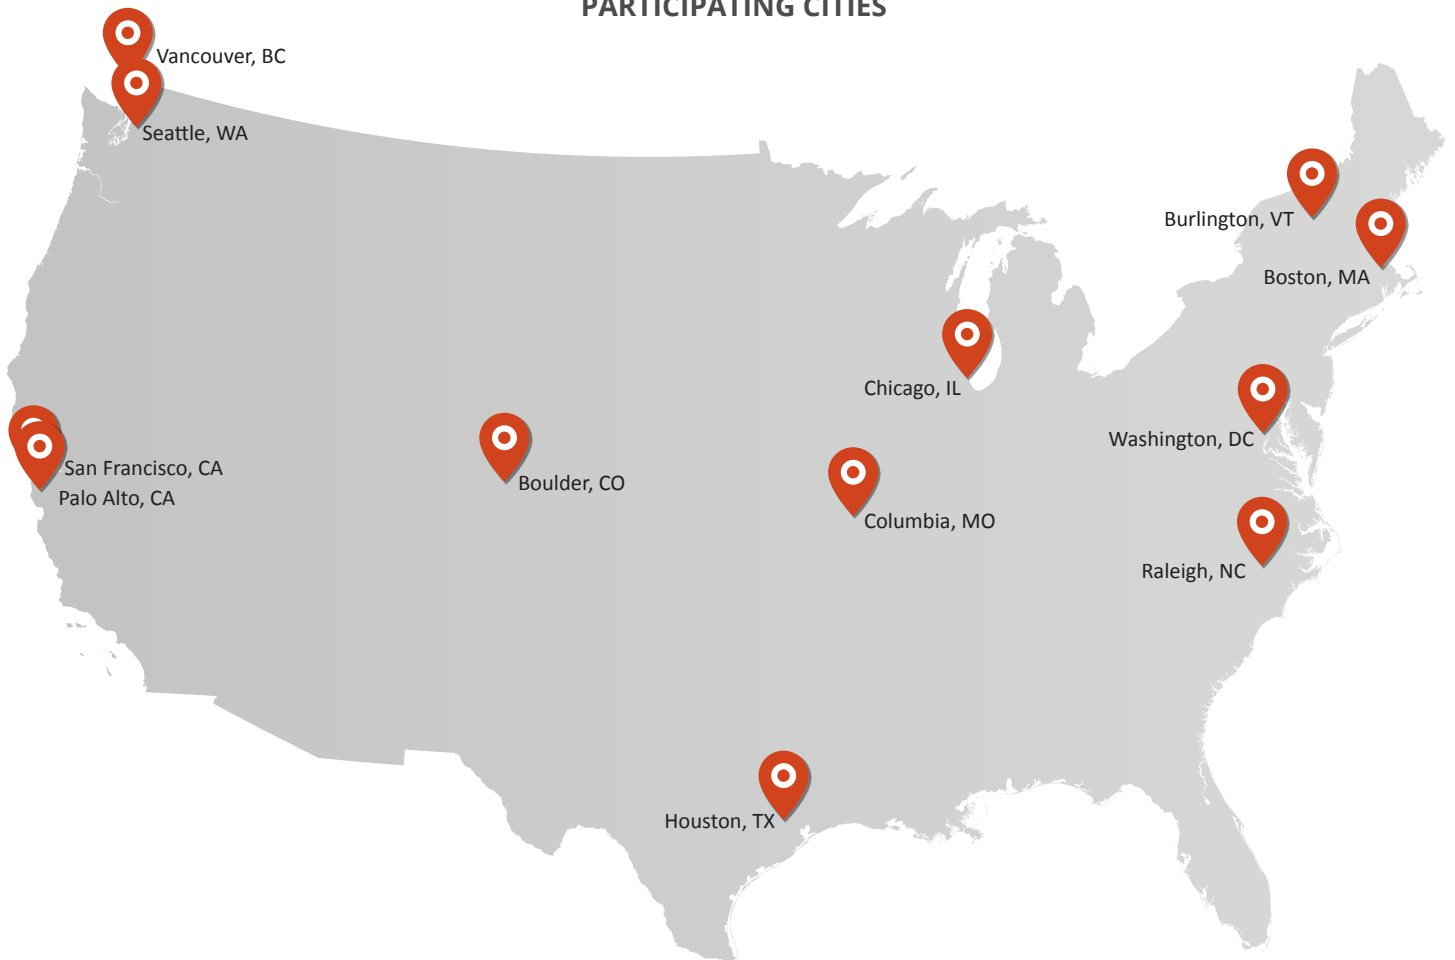 PARTICIPATING CITIES
Vancouver, BC
Seattle, WA
Burlington, VT
Boston, MA
Chicago, IL
Washington, DC
San Francisco, CA
Palo Alto, CA
Boulder, CO
Columbia, MO
Raleigh, NC
Houston, TX